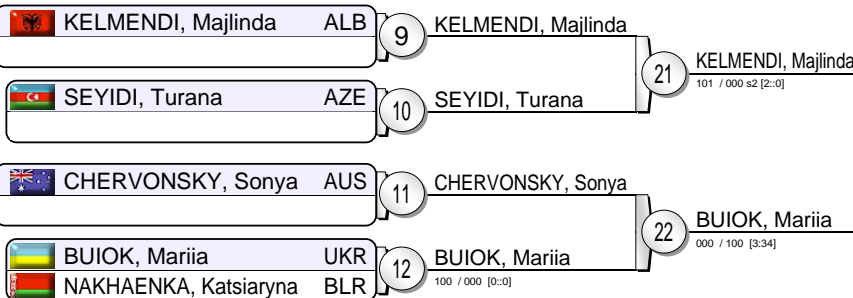 KELMENDI, Majlinda ALB
9
KELMENDI, Majlinda
21
KELMENDI, Majlinda
101 / 000 s2 [2::0]
SEYIDI, Turana AZE
10
SEYIDI, Turana
CHERVONSKY, Sonya AUS
11
CHERVONSKY, Sonya
22
BUIOK, Mariia
000 / 100 [3:34]
BUIOK, Mariia UKR
NAKHAENKA, Katsiaryna BLR
12
BUIOK, Mariia
100 / 000 [0::0]